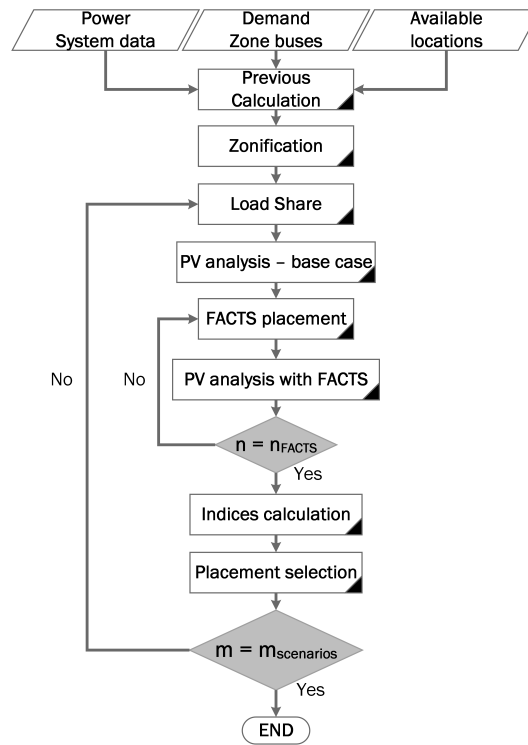 Power
System data
Demand
Zone buses
Available
locations
Previous
Calculation
Zonification
Load Share
PV analysis – base case
FACTS placement
No
No
PV analysis with FACTS
n = nFACTS
Yes
Indices calculation
Placement selection
m = mscenarios
Yes
END